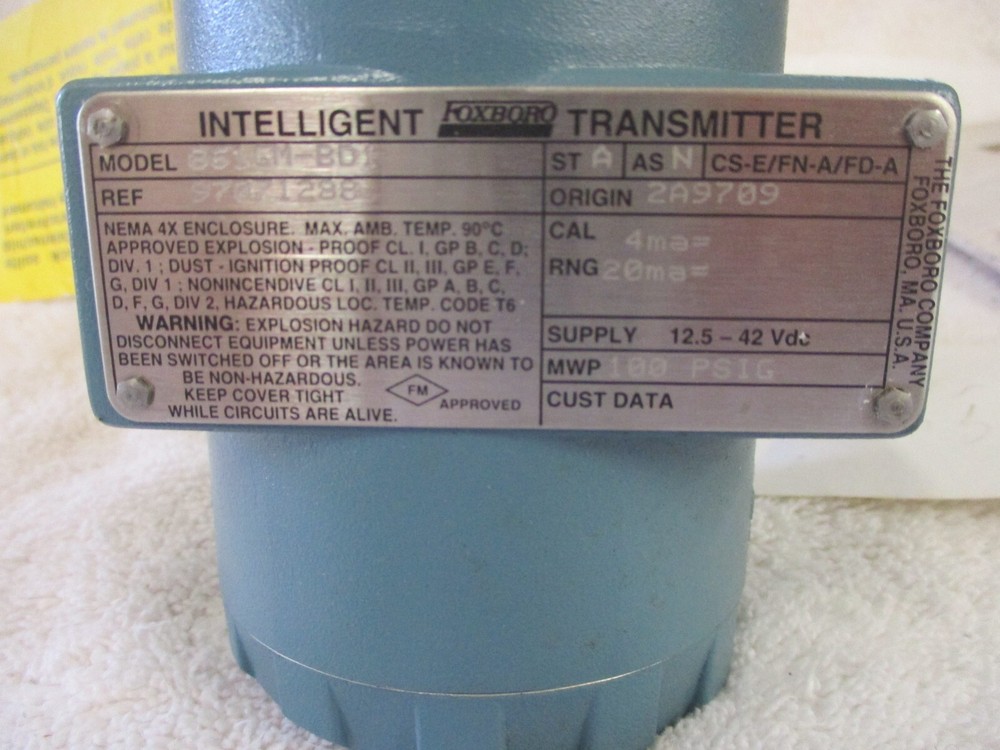 INTELLIGENT FOXBORO TRANSMITTER
MODEL
ST A AS N CS-E/FN-A/FD-A
REF
ORIGIN 2A9709
NEMA 4X ENCLOSURE. MAX. AMB. TEMP. 90°C
APPROVED EXPLOSION - PROOF CL. I, GP B, C, D;
DIV. 1 ; DUST - IGNITION PROOF CL II, III, GP E, F,
G, DIV 1 ; NONINCENDIVE CL I, II, III, GP A, B, C,
D, F, G, DIV 2, HAZARDOUS LOC. TEMP. CODE T6
WARNING: EXPLOSION HAZARD DO NOT
DISCONNECT EQUIPMENT UNLESS POWER HAS
BEEN SWITCHED OFF OR THE AREA IS KNOWN TO
BE NON-HAZARDOUS.
KEEP COVER TIGHT
WHILE CIRCUITS ARE ALIVE.
FM APPROVED
CAL 4ma=
RNG 20ma=
SUPPLY 12.5 – 42 Vdc
MWP 100 PSIG
CUST DATA
THE FOXBORO COMPANY
FOXBORO, MA. U.S.A.